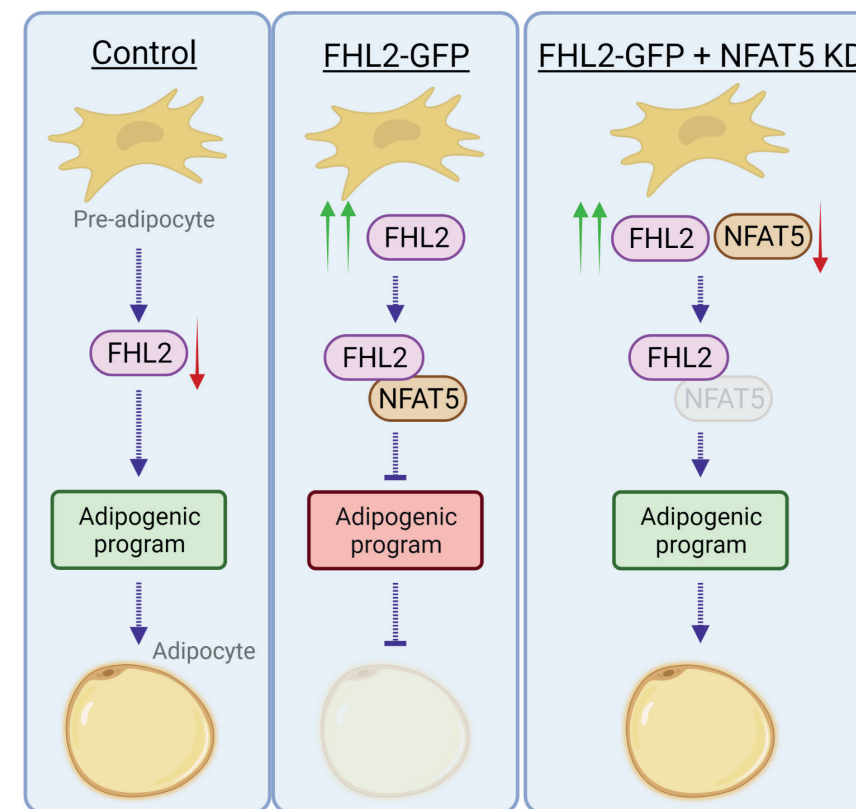 Control
Pre-adipocyte
FHL2
Adipogenic
program
Adipocyte
FHL2-GFP
FHL2
FHL2
NFAT5
Adipogenic
program
FHL2-GFP + NFAT5 KD
FHL2
NFAT5
FHL2
NFAT5
Adipogenic
program